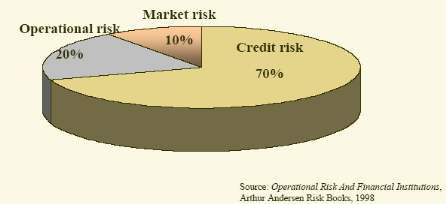 Market risk
10%
Operational risk
20%
Credit risk
70%
Source: Operational Risk And Financial Institutions,
Arthur Andersen Risk Books, 1998